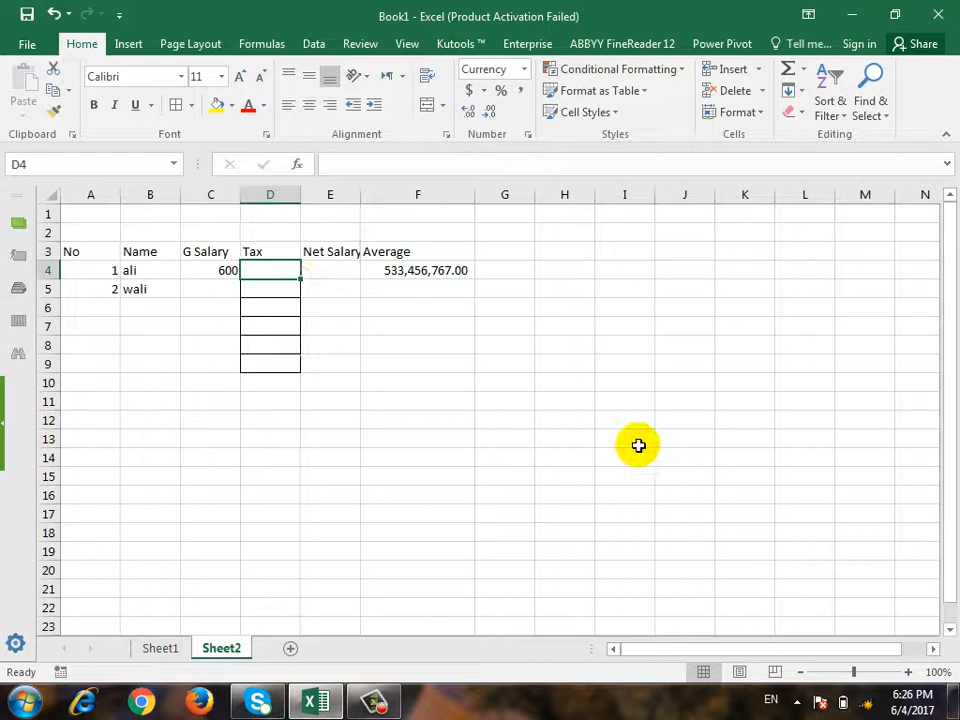 Book1 - Excel (Product Activation Failed)
File Home Insert Page Layout Formulas Data Review View Kutools ™ Enterprise ABBYY FineReader 12 Power Pivot Tell me... Sign in Share
Paste Calibri 11 A A Currency Conditional Formatting Insert Σ A Z
B I U A $ % , Format as Table Delete Sort & Find &
.00 .0 Cell Styles Format Filter Select
Clipboard Font Alignment Number Styles Cells Editing
D4 fx
A B C D E F G H I J K L M N
1
2
3 No Name G Salary Tax Net Salary Average
4 1 ali 600 533,456,767.00
5 2 wali
6
7
8
9
10
11
12
13
14
15
16
17
18
19
20
21
22
23
Sheet1 Sheet2
Ready 100%
EN 6:26 PM
6/4/2017